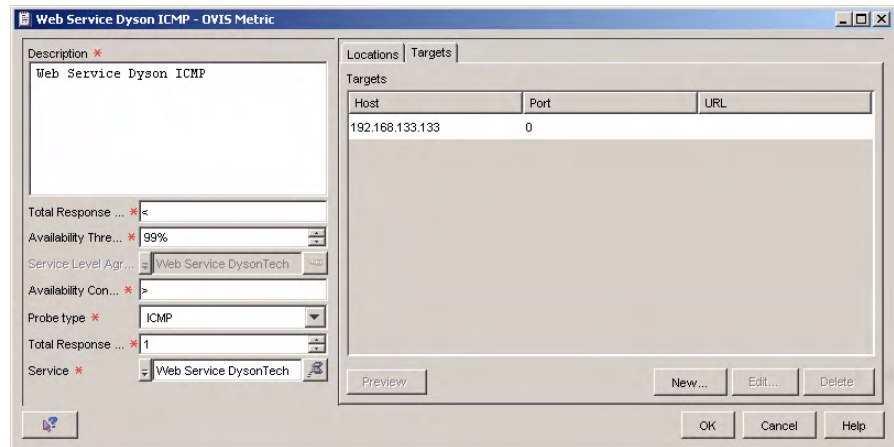 Web Service Dyson ICMP - OVIS Metric
Description *
Web Service Dyson ICMP
Total Response ... * <
Availability Thre... * 99%
Service Level Agr... Web Service DysonTech
Availability Con... * >
Probe type * ICMP
Total Response ... * 1
Service * Web Service DysonTech
Locations Targets
Targets
Host Port URL
192.168.133.133 0
Preview New... Edit... Delete
OK Cancel Help